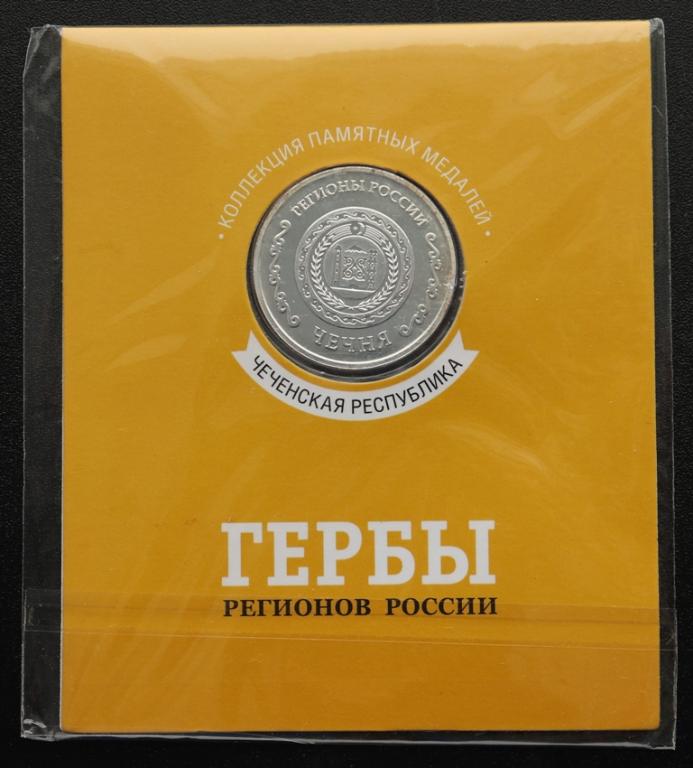 · КОЛЛЕКЦИЯ ПАМЯТНЫХ МЕДАЛЕЙ ·
РЕГИОНЫ РОССИИ
ЧЕЧНЯ
ЧЕЧЕНСКАЯ РЕСПУБЛИКА
ГЕРБЫ
РЕГИОНОВ РОССИИ